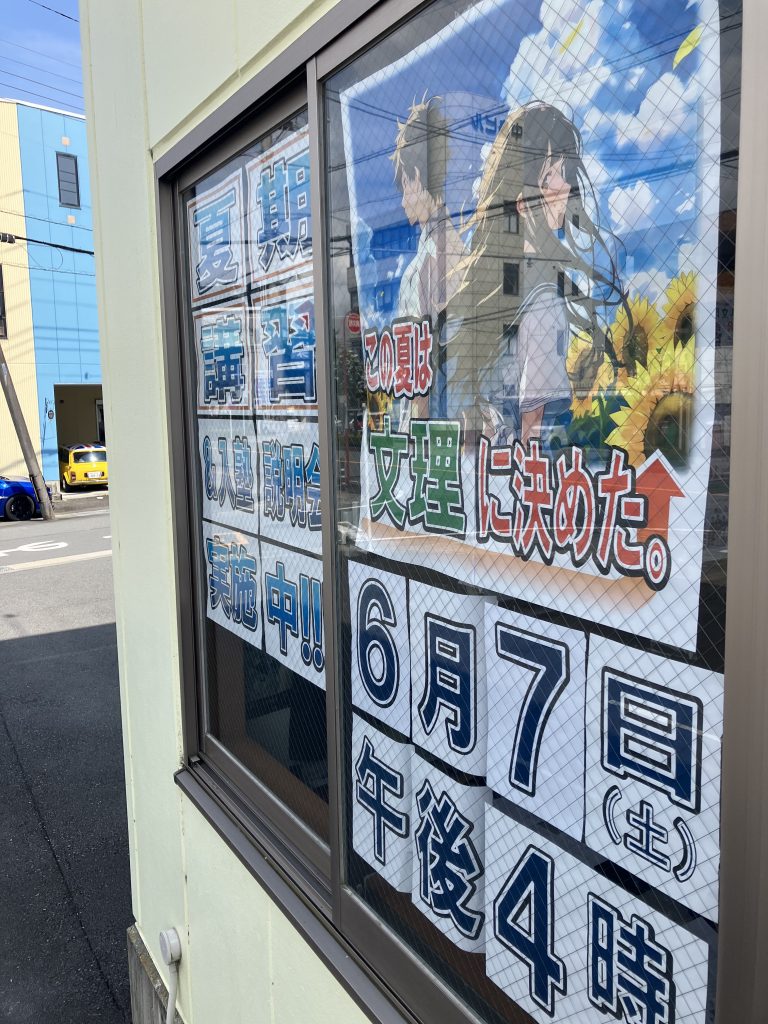 夏期
講習
&入塾説明会
実施中!!
この夏は
文理に決めた。
6月7日(土)
午後4時